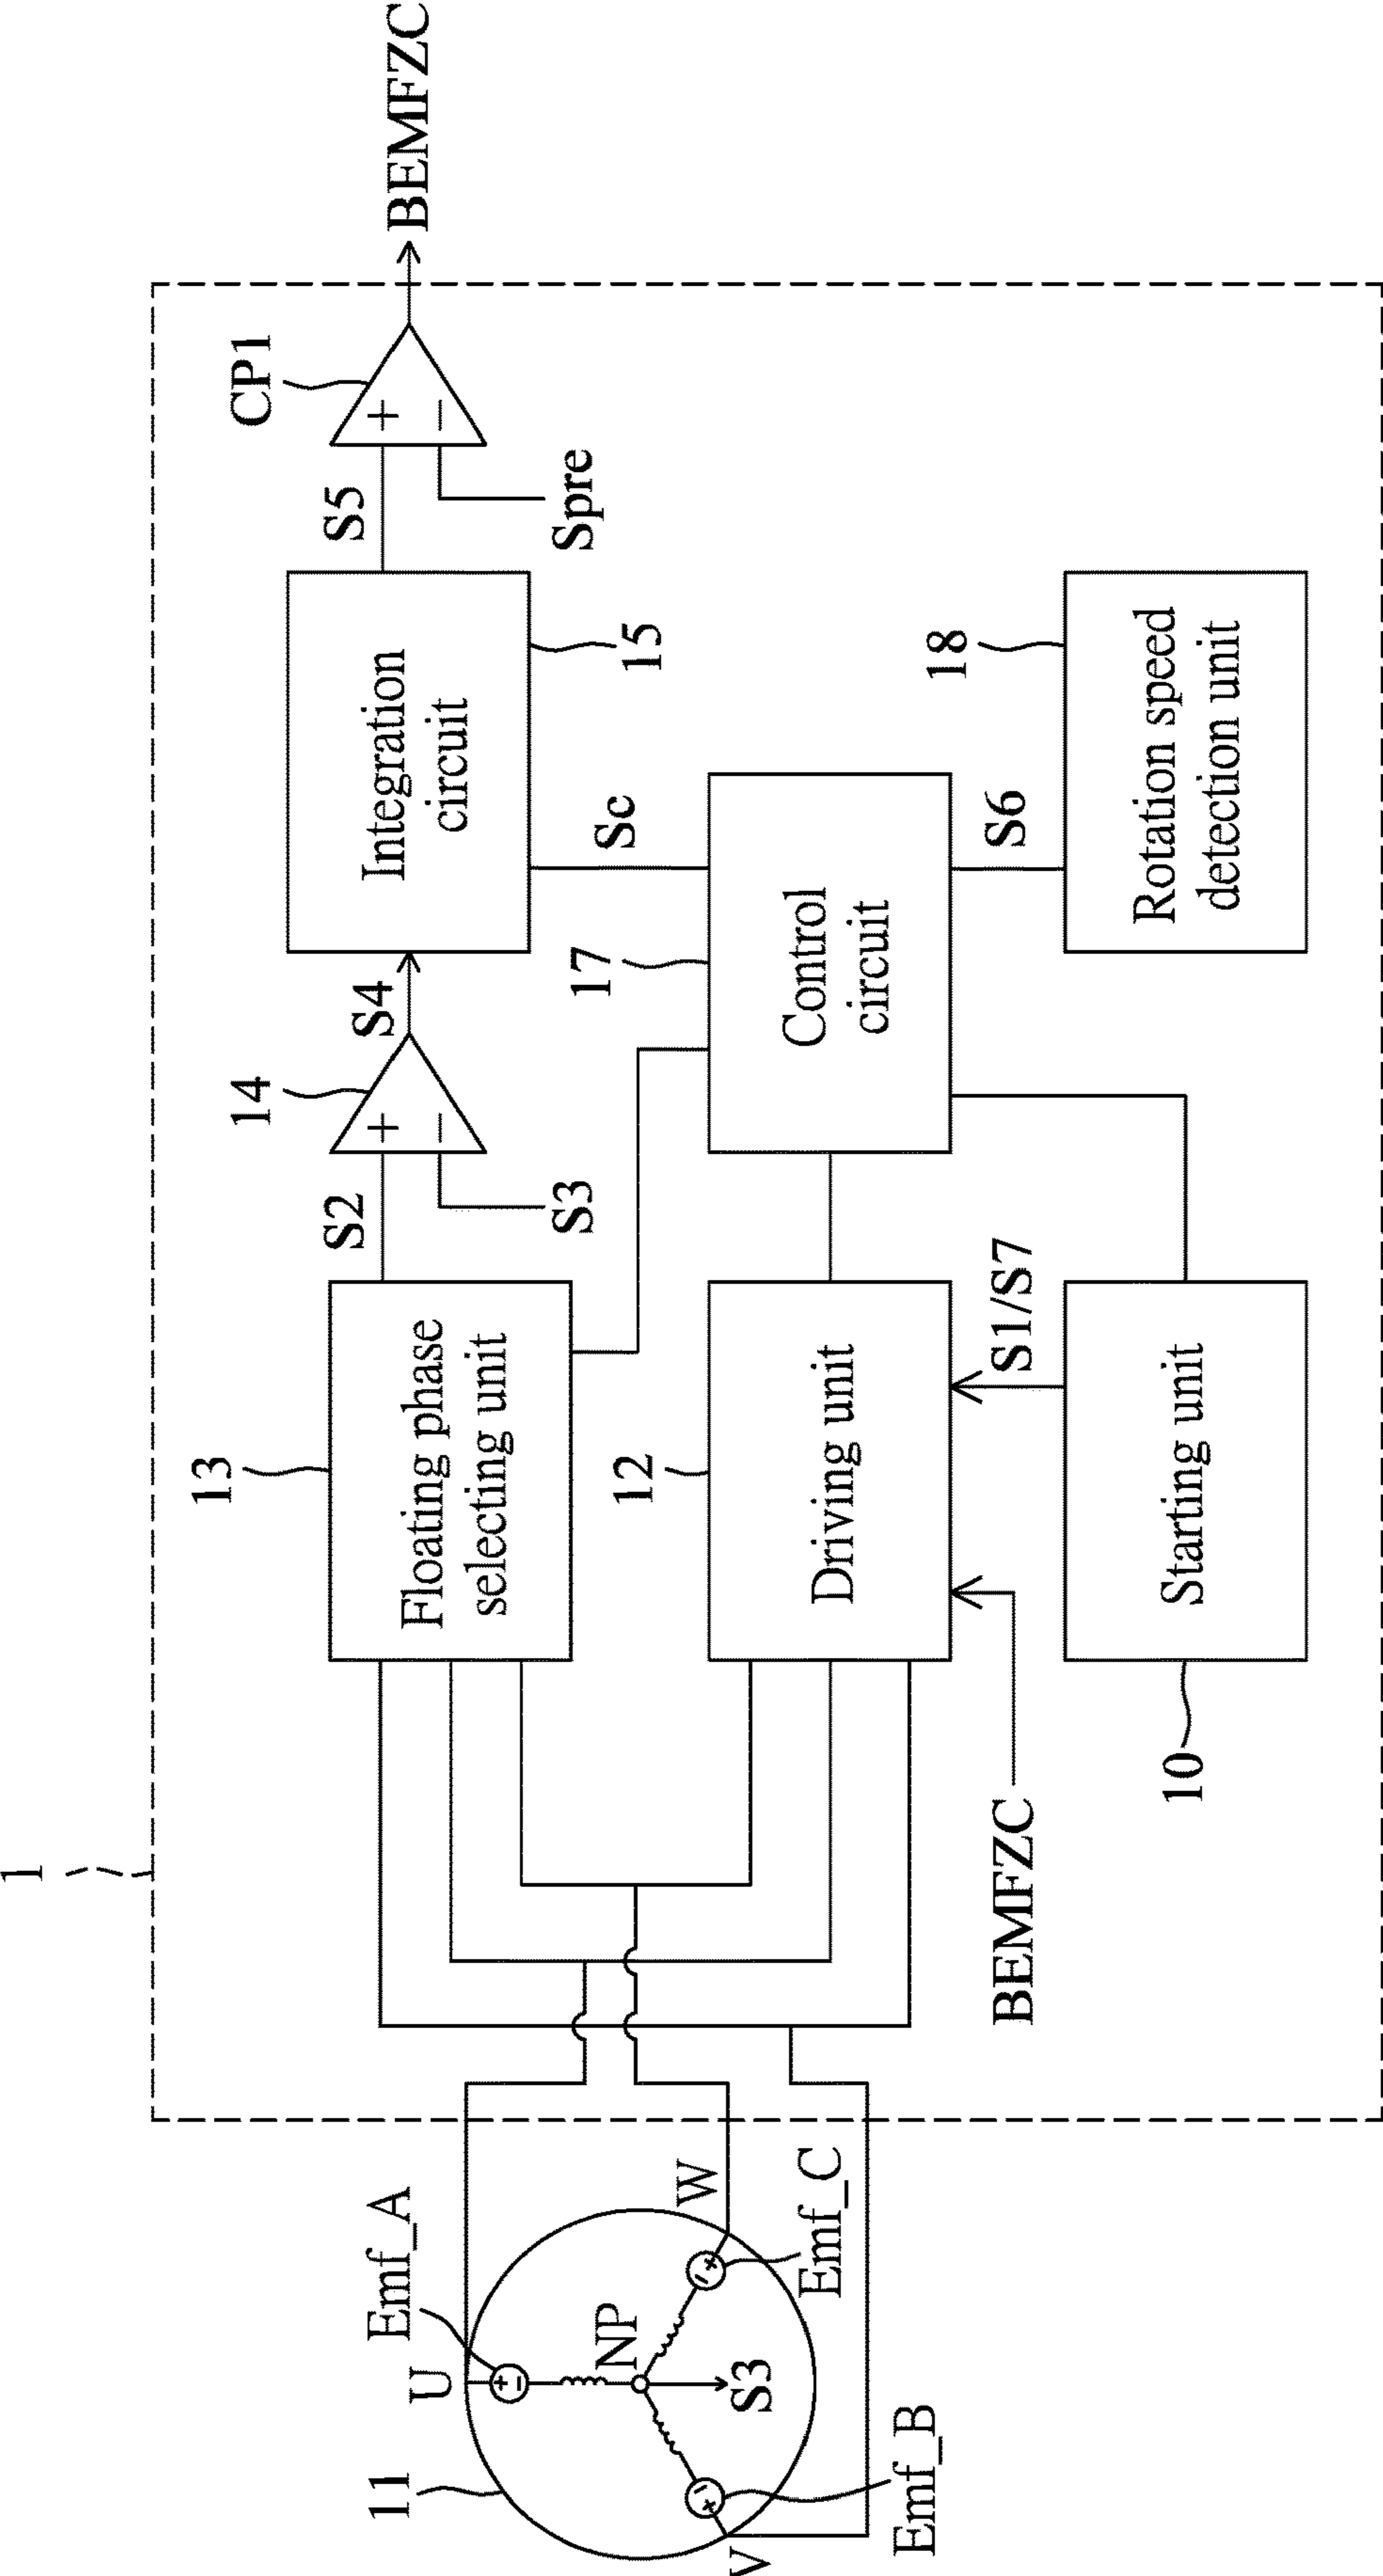 1
BEMFZC
CP1
S5
Spre
Integration
circuit
15
Sc
S4
14
S2
S3
Floating phase
selecting unit
13
17
Control
circuit
S6
18
Rotation speed
detection unit
12
Driving unit
S1/S7
Starting unit
10
BEMFZC
11
U
Emf_A
NP
W
Emf_C
S3
V
Emf_B